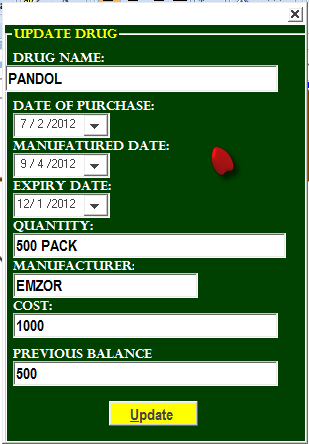 UPDATE DRUG
DRUG NAME:
PANDOL
DATE OF PURCHASE:
7 / 2 /2012
MANUFATURED DATE:
9 / 4 /2012
EXPIRY DATE:
12/ 1 /2012
QUANTITY:
500 PACK
MANUFACTURER:
EMZOR
COST:
1000
PREVIOUS BALANCE
500
Update